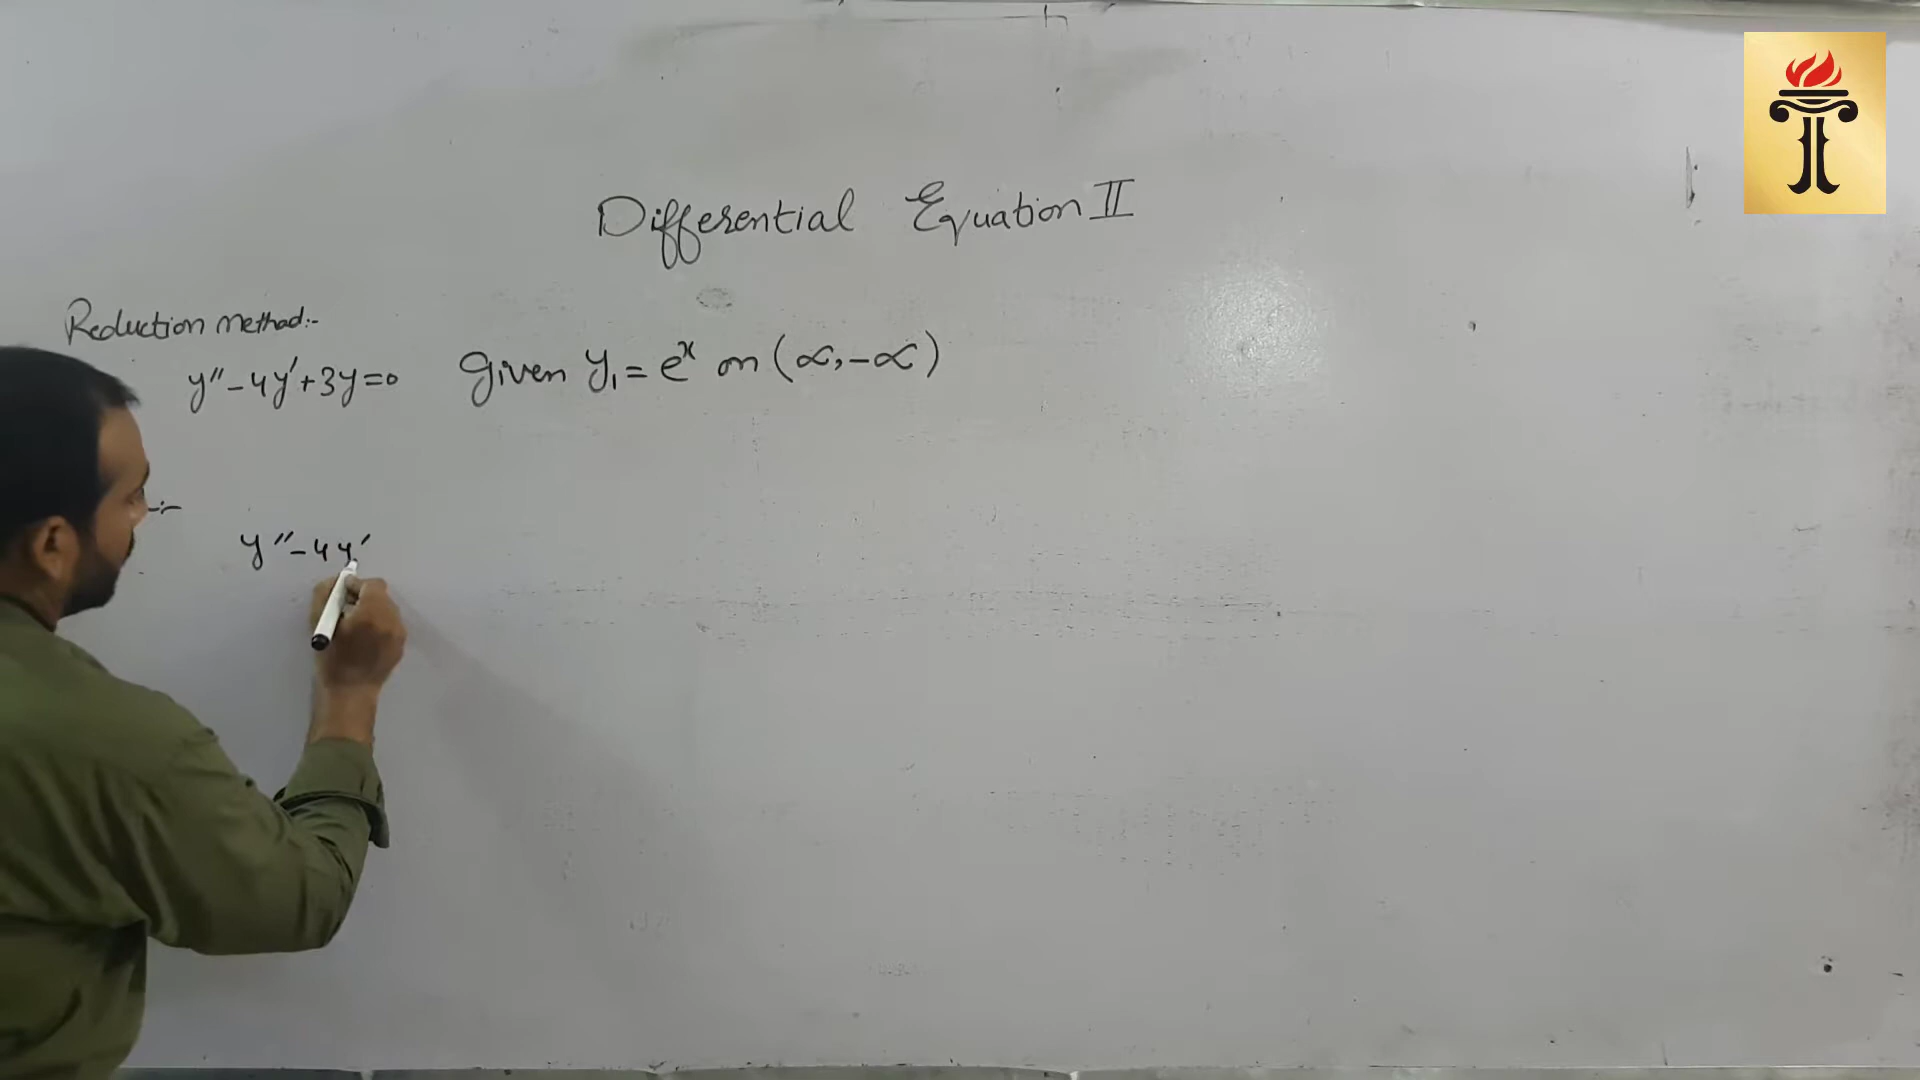 Differential Equation II
Reduction method:-
y″-4y′+3y=0 Given y₁=eˣ on (∝,-∝)
y″-4y′